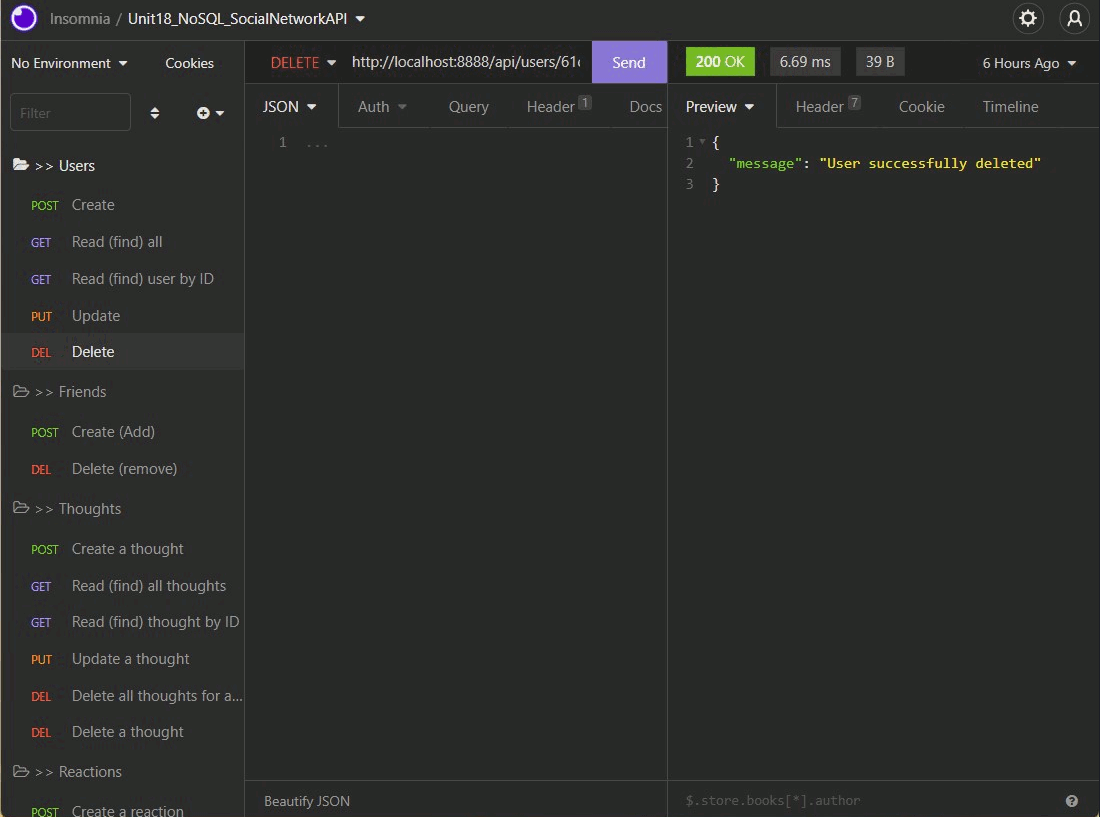 Insomnia / Unit18_NoSQL_SocialNetworkAPI
No Environment
Cookies
Filter
>> Users
POST Create
GET Read (find) all
GET Read (find) user by ID
PUT Update
DEL Delete
>> Friends
POST Create (Add)
DEL Delete (remove)
>> Thoughts
POST Create a thought
GET Read (find) all thoughts
GET Read (find) thought by ID
PUT Update a thought
DEL Delete all thoughts for a...
DEL Delete a thought
>> Reactions
POST Create a reaction
DELETE http://localhost:8888/api/users/61 Send
JSON Auth Query Header 1 Docs
1 ...
Beautify JSON
200 OK 6.69 ms 39 B 6 Hours Ago
Preview Header 7 Cookie Timeline
1 {
2 "message": "User successfully deleted"
3 }
$.store.books[*].author
?